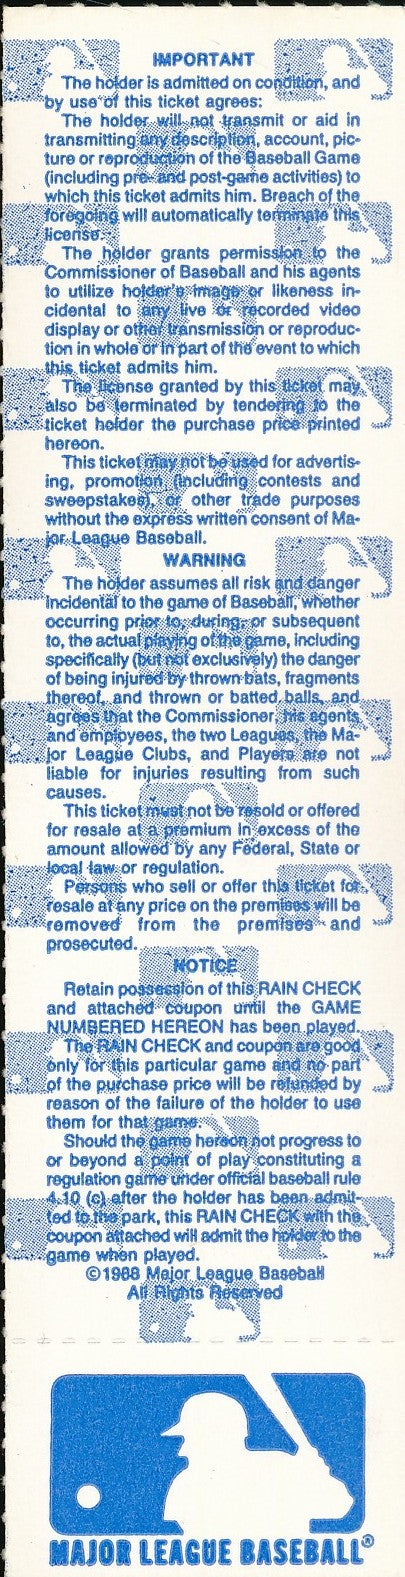 IMPORTANT
The holder is admitted on condition, and
by use of this ticket agrees:
The holder will not transmit or aid in
transmitting any description, account, pic-
ture or reproduction of the Baseball Game
(including pre- and post-game activities) to
which this ticket admits him. Breach of the
foregoing will automatically terminate this
license.
The holder grants permission to the
Commissioner of Baseball and his agents
to utilize holder's image or likeness in-
cidental to any live or recorded video
display or other transmission or reproduc-
tion in whole or in part of the event to which
this ticket admits him.
The license granted by this ticket may
also be terminated by tendering to the
ticket holder the purchase price printed
hereon.
This ticket may not be used for advertis-
ing, promotion (including contests and
sweepstakes), or other trade purposes
without the express written consent of Ma-
jor League Baseball.
WARNING
The holder assumes all risk and danger
incidental to the game of Baseball, whether
occurring prior to, during, or subsequent
to, the actual playing of the game, including
specifically (but not exclusively) the danger
of being injured by thrown bats, fragments
thereof, and thrown or batted balls, and
agrees that the Commissioner, his agents
and employees, the two Leagues, the Ma-
jor League Clubs, and Players are not
liable for injuries resulting from such
causes.
This ticket must not be resold or offered
for resale at a premium in excess of the
amount allowed by any Federal, State or
local law or regulation.
Persons who sell or offer this ticket for
resale at any price on the premises will be
removed from the premises and
prosecuted.
NOTICE
Retain possession of this RAIN CHECK
and attached coupon until the GAME
NUMBERED HEREON has been played.
The RAIN CHECK and coupon are good
only for this particular game and no part
of the purchase price will be refunded by
reason of the failure of the holder to use
them for that game.
Should the game hereon not progress to
or beyond a point of play constituting a
regulation game under official baseball rule
4.10 (c) after the holder has been admit-
ted to the park, this RAIN CHECK with the
coupon attached will admit the holder to the
game when played.
©1988 Major League Baseball
All Rights Reserved
MAJOR LEAGUE BASEBALL®